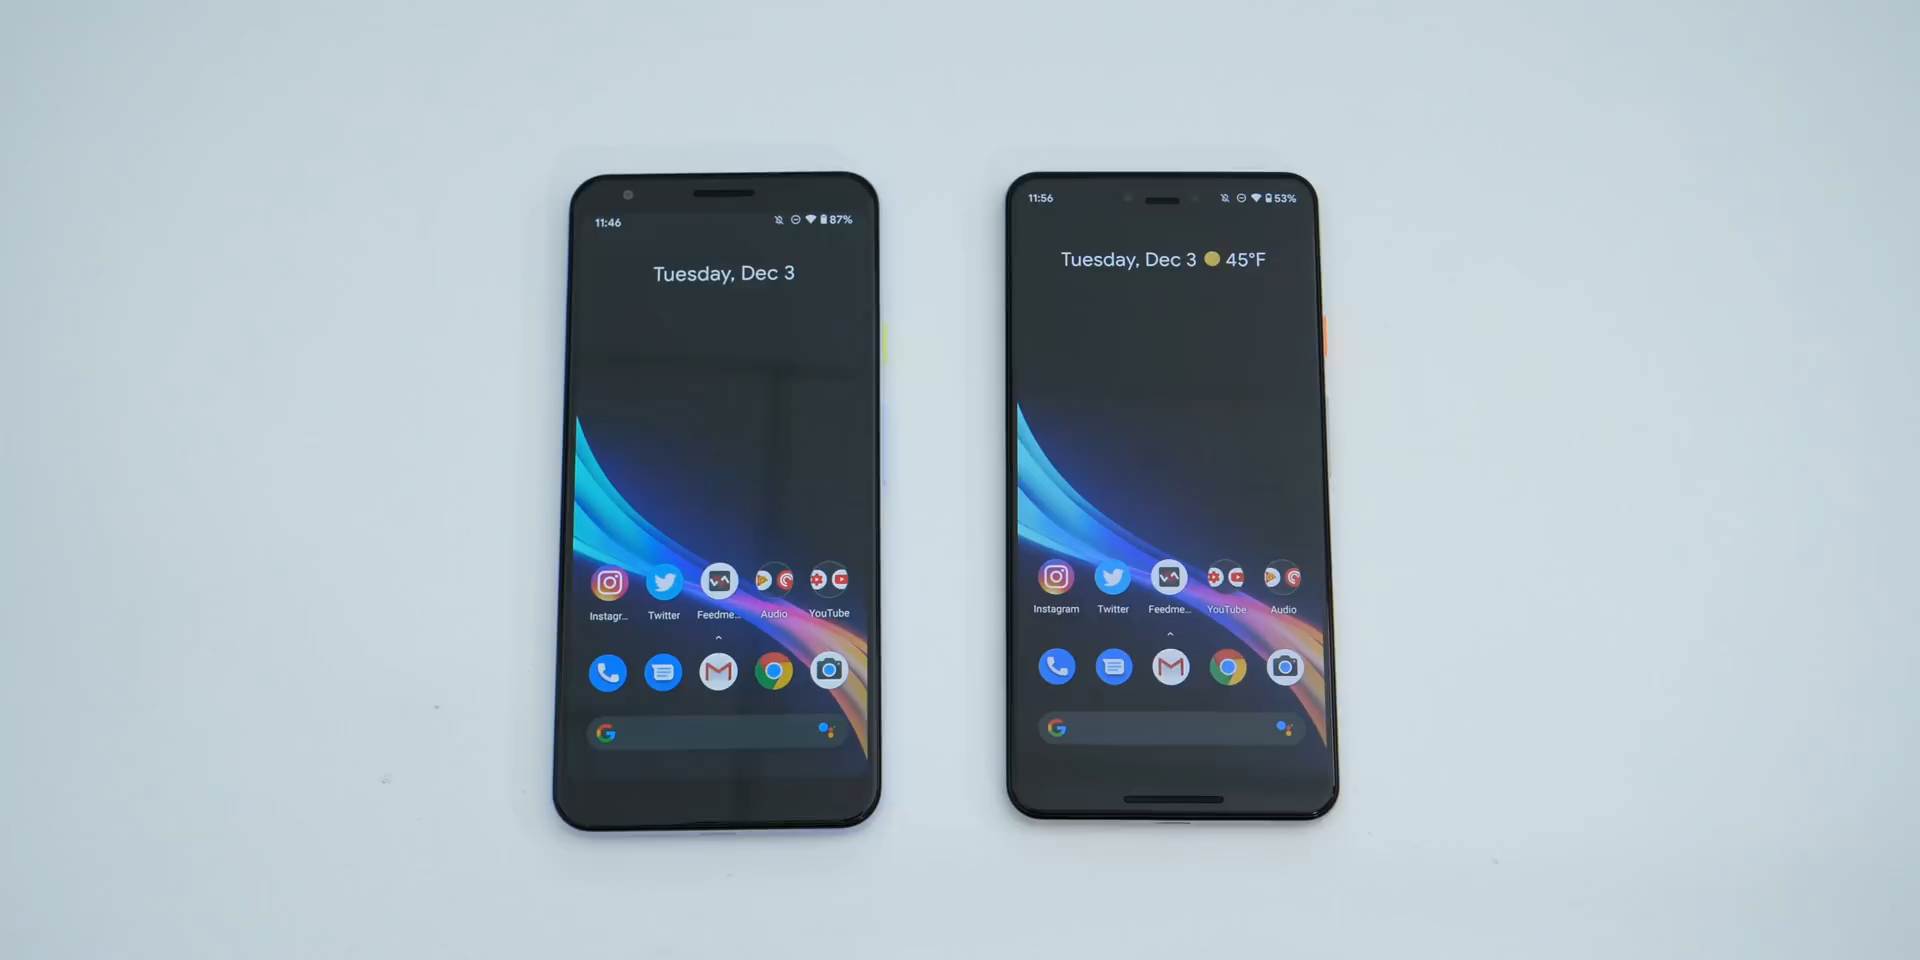 11:46
87%
Tuesday, Dec 3
Instagr...
Twitter
Feedme...
Audio
YouTube
11:56
53%
Tuesday, Dec 3 45°F
Instagram
Twitter
Feedme...
YouTube
Audio